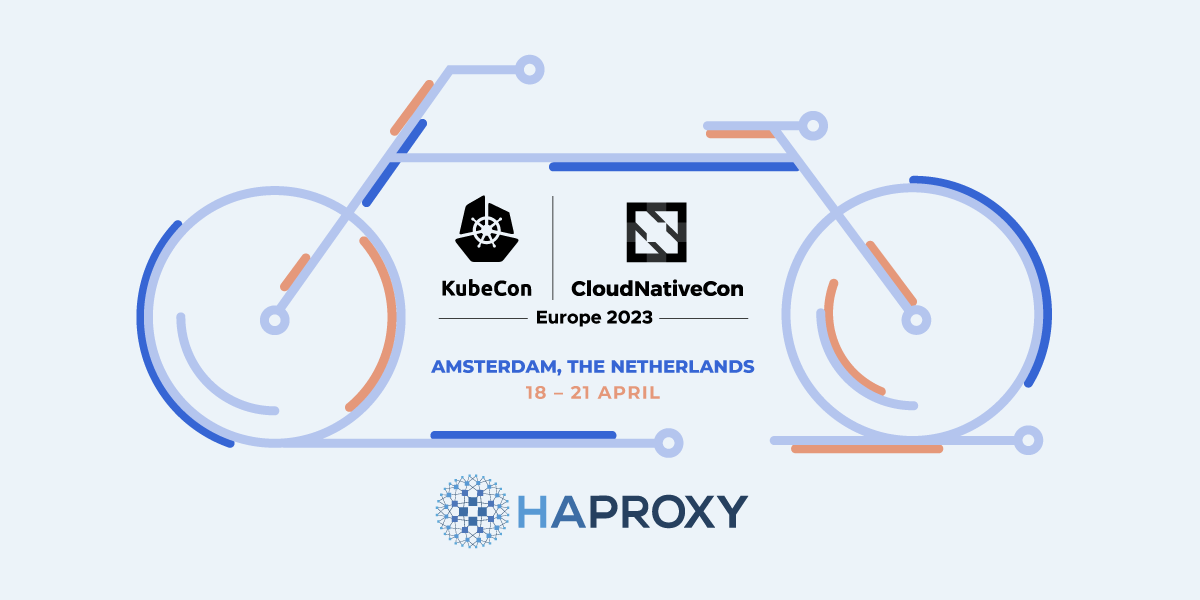 KubeCon
CloudNativeCon
Europe 2023
AMSTERDAM, THE NETHERLANDS
18 – 21 APRIL
HAPROXY